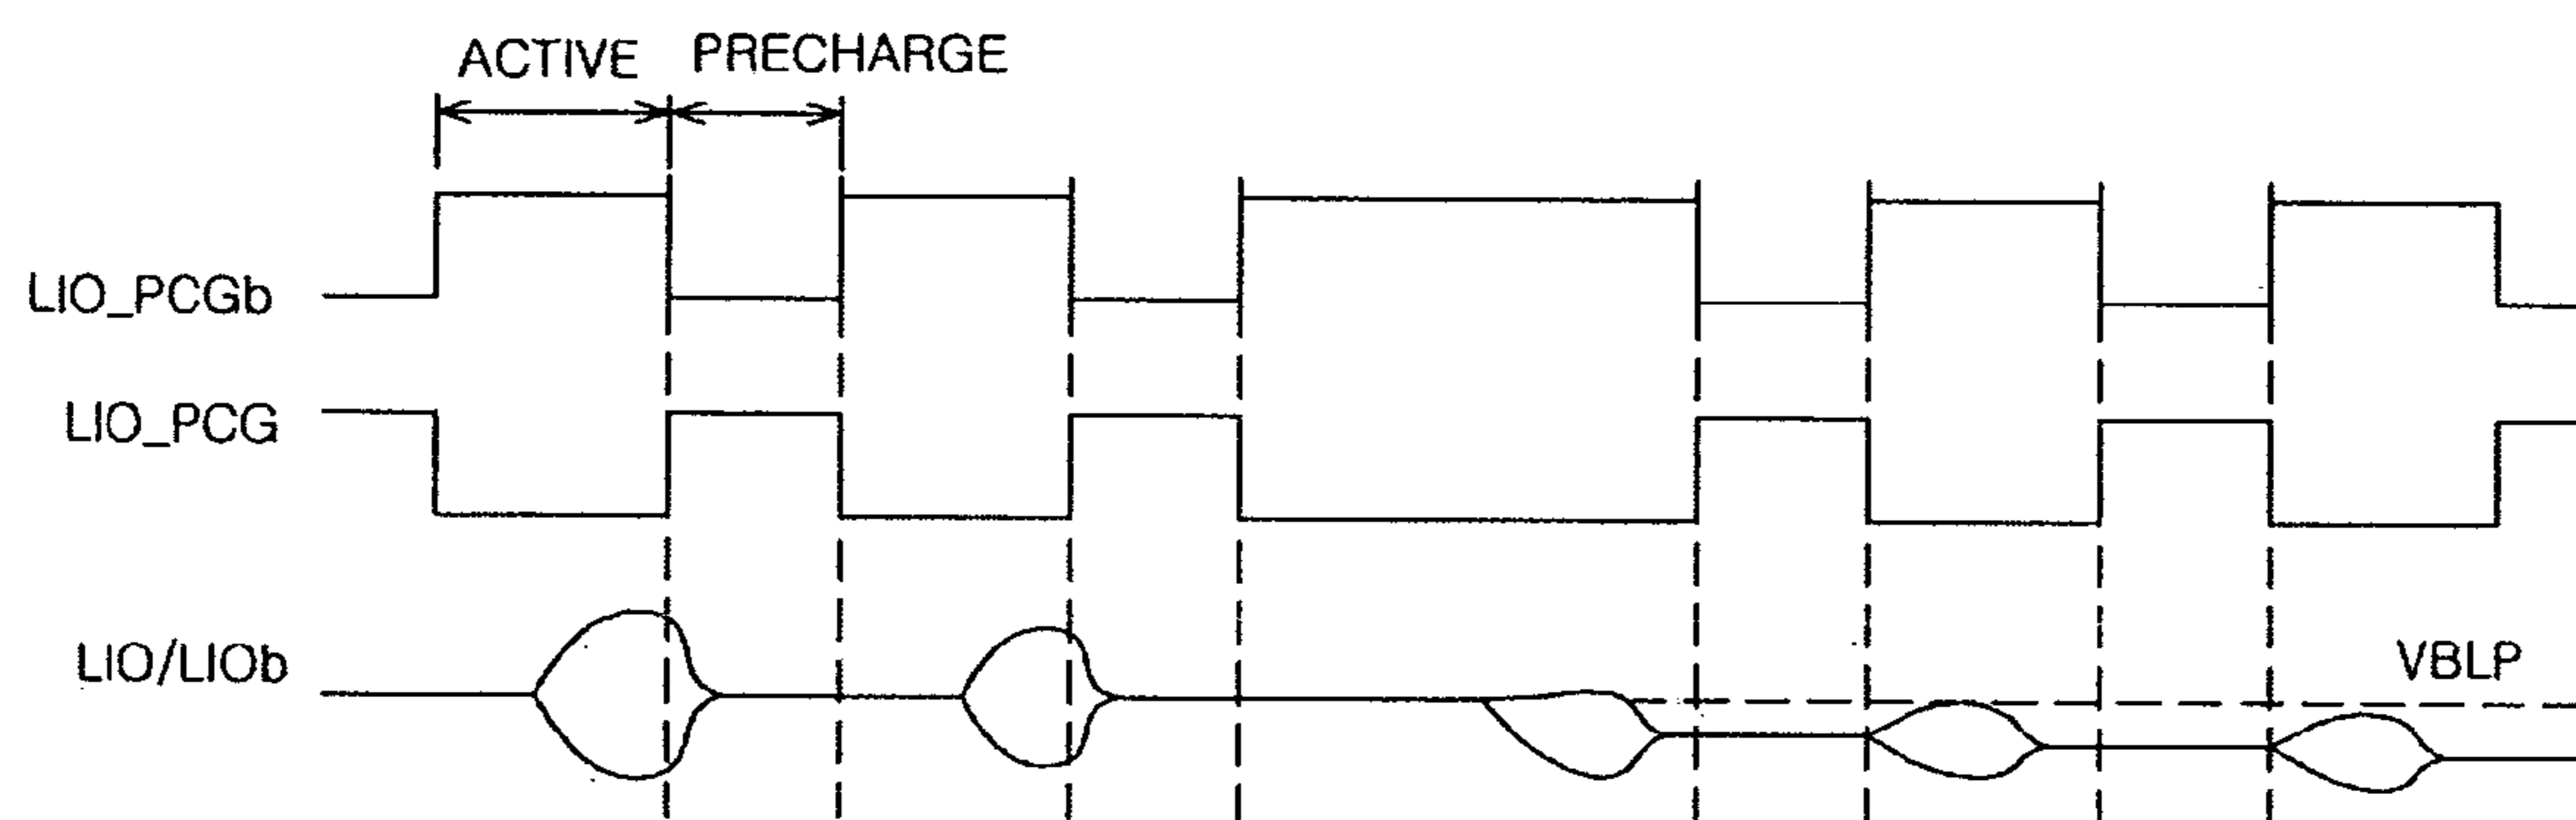 ACTIVE PRECHARGE
LIO_PCGb
LIO_PCG
LIO/LIOb
VBLP